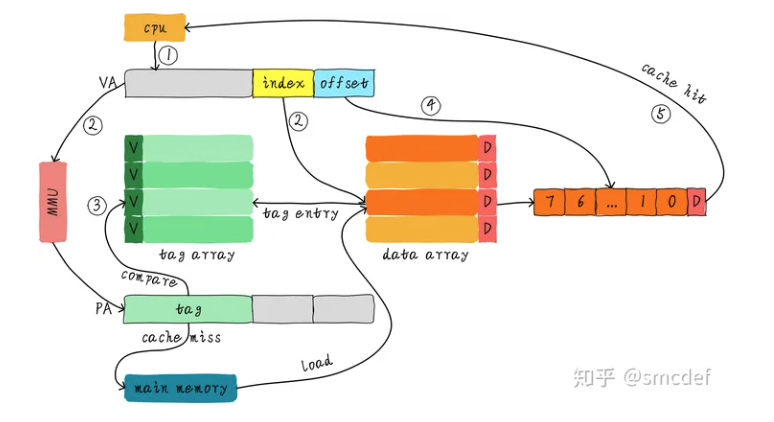 cpu
①
VA
index
offset
cache hit
②
②
④
⑤
V
V
V
V
D
D
D
D
MMU
③
tag entry
7
6
...
1
0
D
tag array
data array
compare
PA
tag
cache miss
load
main memory
知乎 @smcdef